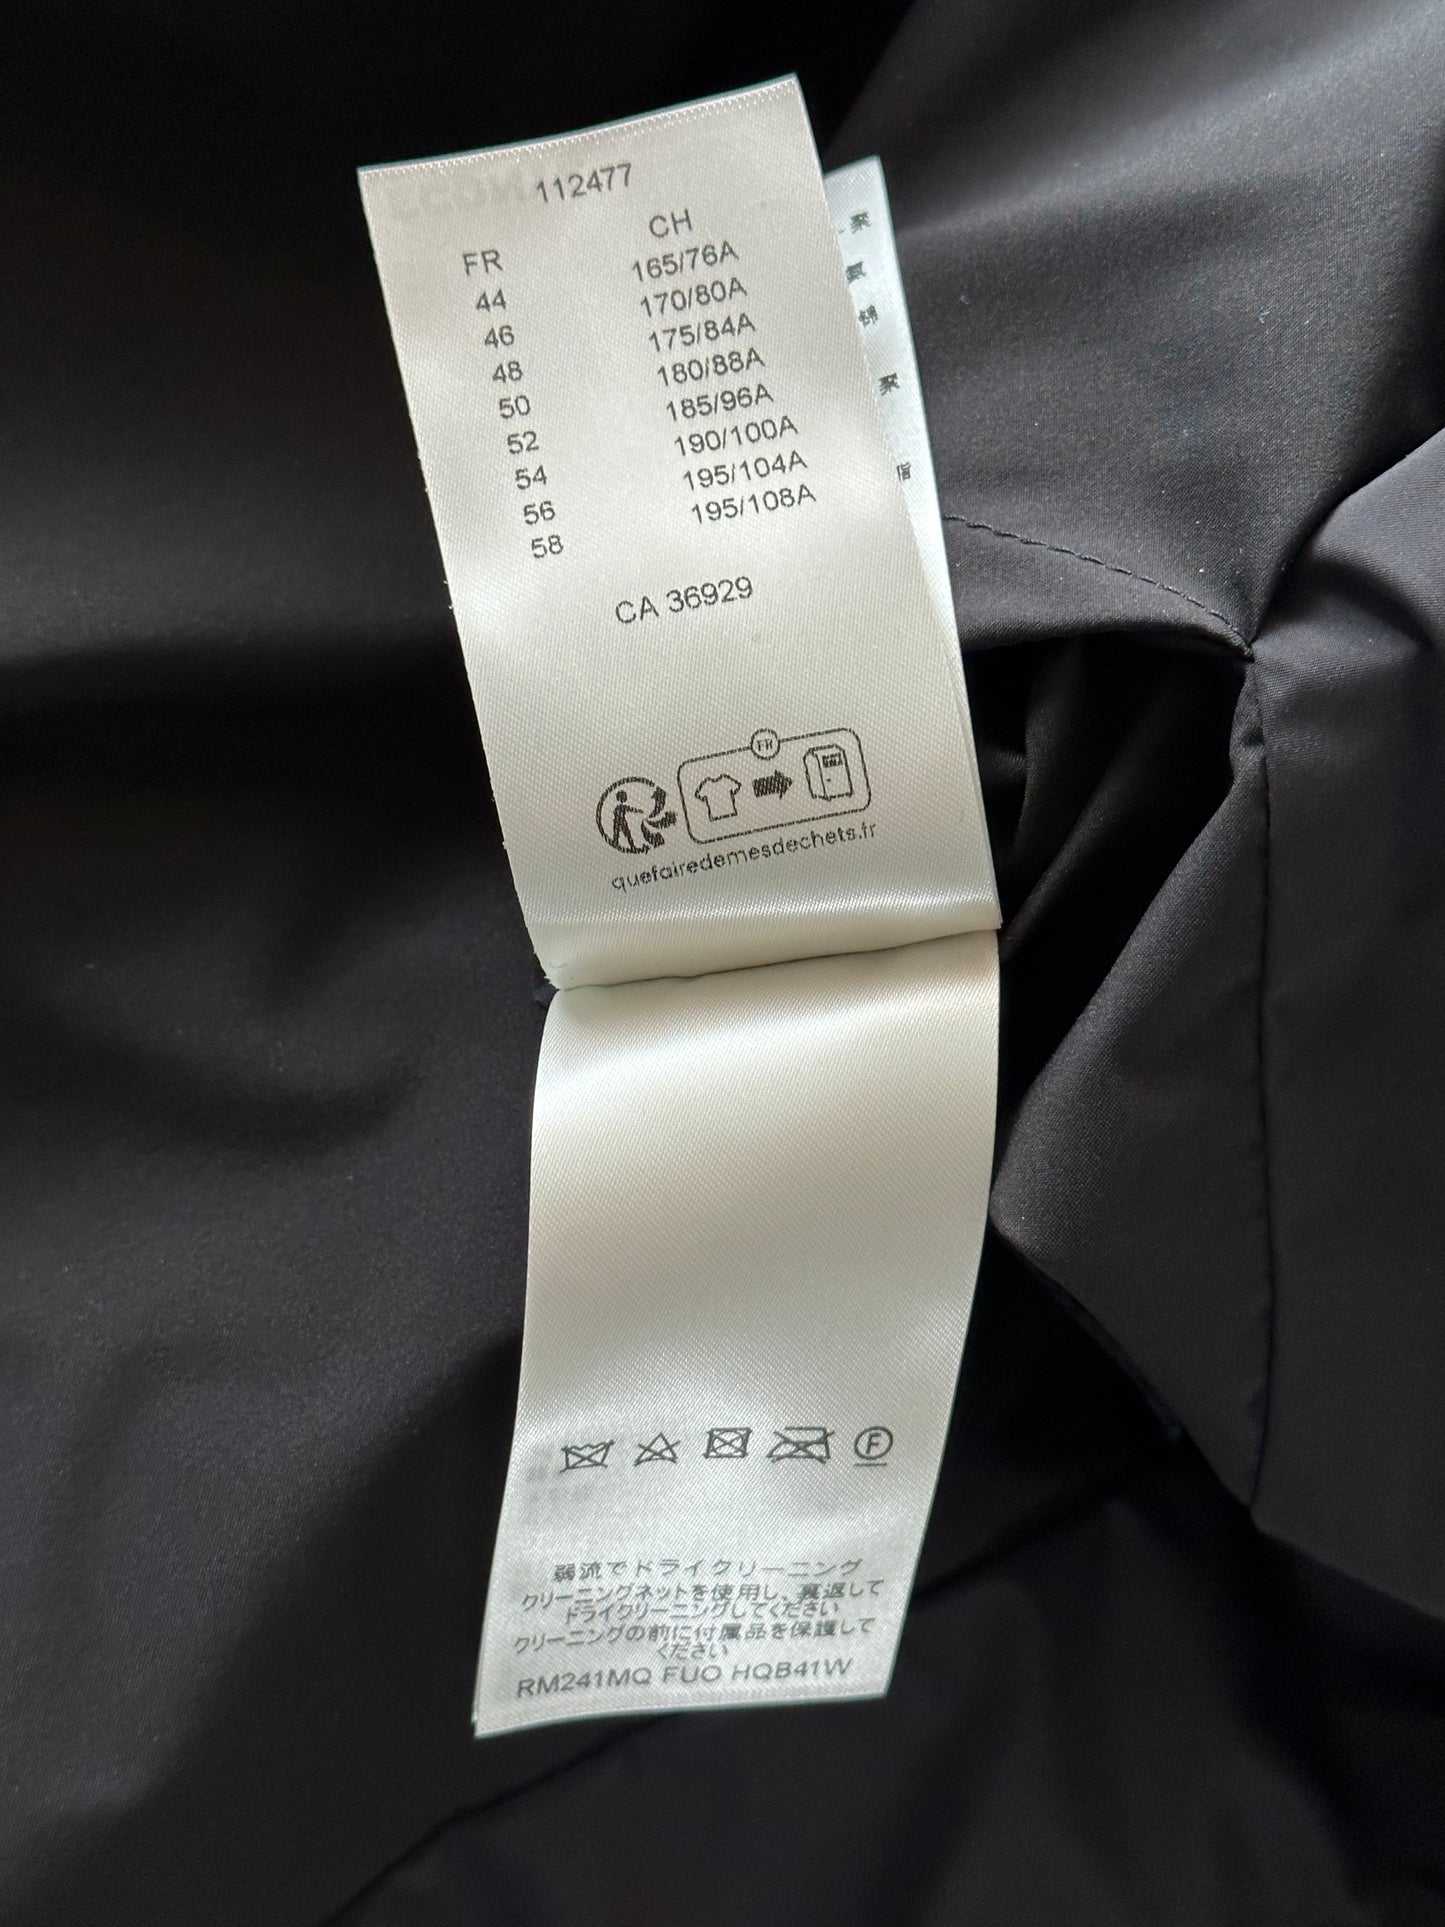 112477
FR CH
44 165/76A
46 170/80A
48 175/84A
50 180/88A
52 185/96A
54 190/100A
56 195/104A
58 195/108A
CA 36929
FR
quefairedemesdechets.fr
F
弱流でドライクリーニング
クリーニングネットを使用し、裏返して
ドライクリーニングしてください
クリーニングの前に付属品を保護して
ください
RM241MQ FUO HQB41W
聚
氨
锦
聚